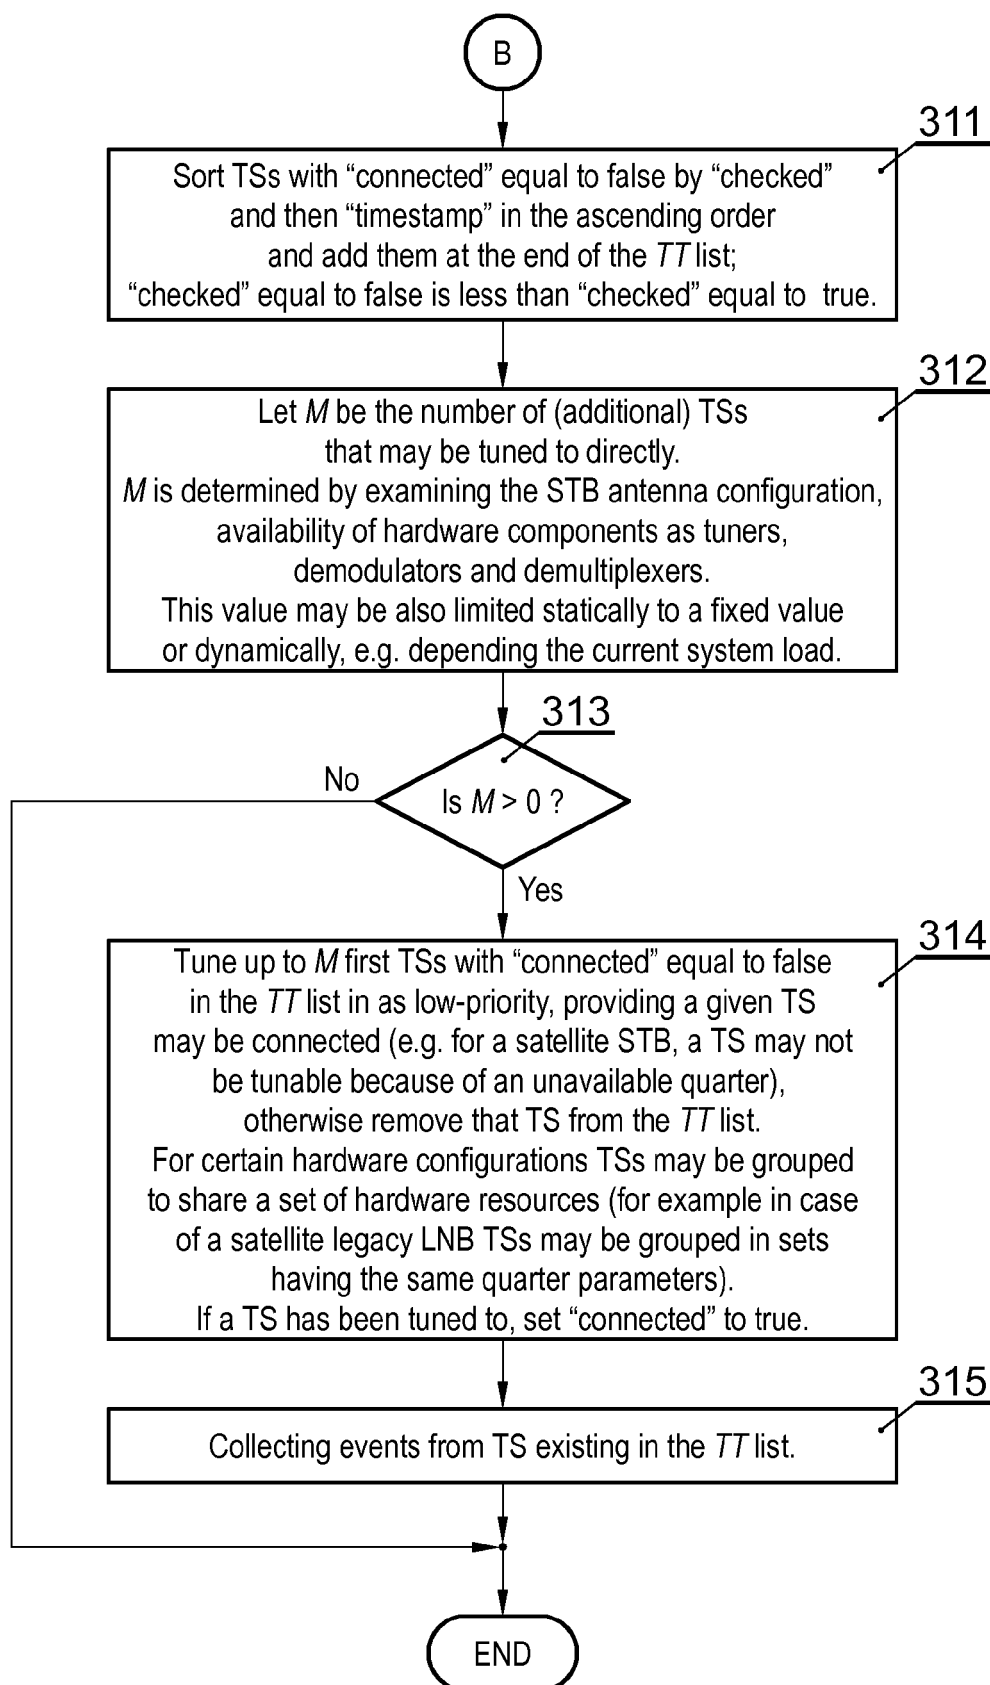 B
311
Sort TSs with “connected” equal to false by “checked”
and then “timestamp” in the ascending order
and add them at the end of the TT list;
“checked” equal to false is less than “checked” equal to true.
312
Let M be the number of (additional) TSs
that may be tuned to directly.
M is determined by examining the STB antenna configuration,
availability of hardware components as tuners,
demodulators and demultiplexers.
This value may be also limited statically to a fixed value
or dynamically, e.g. depending the current system load.
313
No
Is M > 0 ?
Yes
314
Tune up to M first TSs with “connected” equal to false
in the TT list in as low-priority, providing a given TS
may be connected (e.g. for a satellite STB, a TS may not
be tunable because of an unavailable quarter),
otherwise remove that TS from the TT list.
For certain hardware configurations TSs may be grouped
to share a set of hardware resources (for example in case
of a satellite legacy LNB TSs may be grouped in sets
having the same quarter parameters).
If a TS has been tuned to, set “connected” to true.
315
Collecting events from TS existing in the TT list.
END